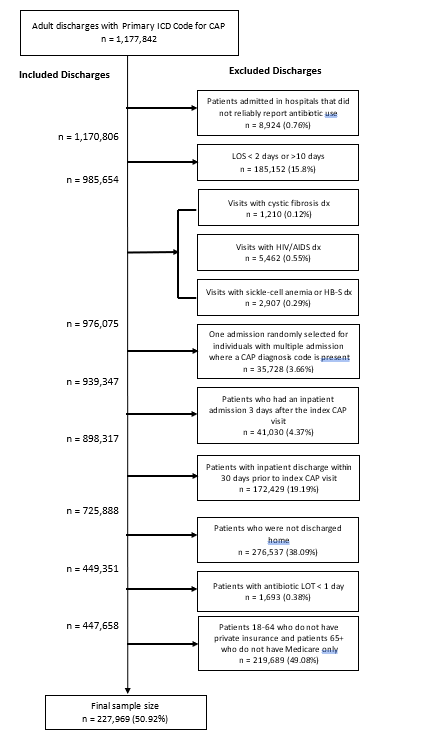 Adult discharges with Primary ICD Code for CAP
n = 1,177,842
Included Discharges
Excluded Discharges
Patients admitted in hospitals that did
not reliably report antibiotic use
n = 8,924 (0.76%)
n = 1,170,806
LOS < 2 days or >10 days
n = 185,152 (15.8%)
n = 985,654
Visits with cystic fibrosis dx
n = 1,210 (0.12%)
Visits with HIV/AIDS dx
n = 5,462 (0.55%)
Visits with sickle-cell anemia or HB-S dx
n = 2,907 (0.29%)
n = 976,075
One admission randomly selected for
individuals with multiple admission
where a CAP diagnosis code is present
n = 35,728 (3.66%)
n = 939,347
Patients who had an inpatient
admission 3 days after the index CAP
visit
n = 41,030 (4.37%)
n = 898,317
Patients with inpatient discharge within
30 days prior to index CAP visit
n = 172,429 (19.19%)
n = 725,888
Patients who were not discharged
home
n = 276,537 (38.09%)
n = 449,351
Patients with antibiotic LOT < 1 day
n = 1,693 (0.38%)
n = 447,658
Patients 18-64 who do not have
private insurance and patients 65+
who do not have Medicare only
n = 219,689 (49.08%)
Final sample size
n = 227,969 (50.92%)